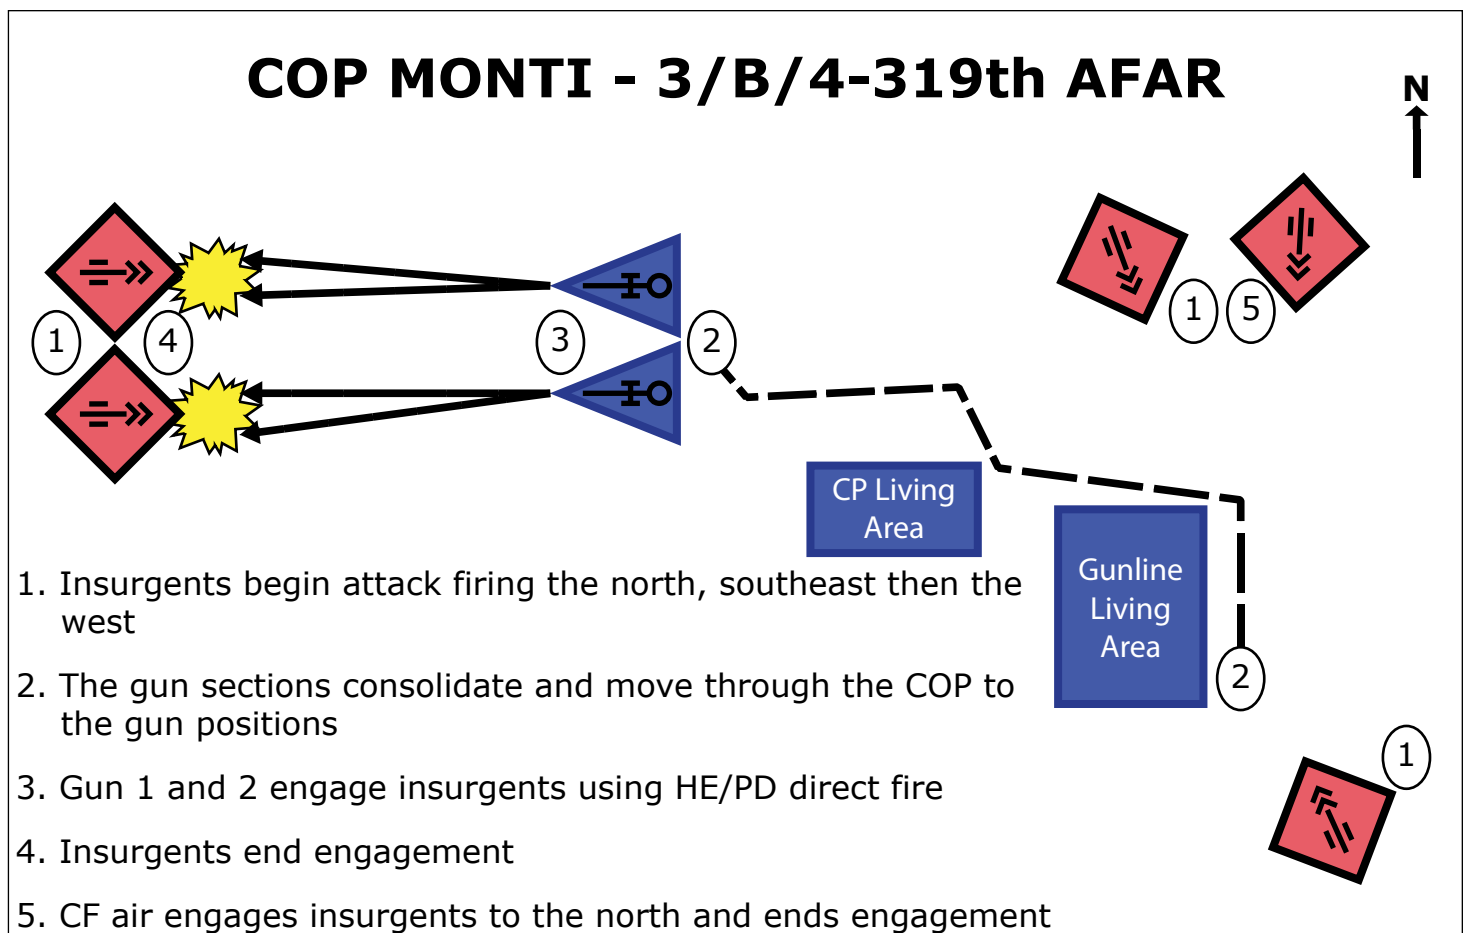 COP MONTI - 3/B/4-319th AFAR
N
1
5
1
4
3
2
CP Living
Area
Gunline
Living
Area
2
1
1. Insurgents begin attack firing the north, southeast then the
west
2. The gun sections consolidate and move through the COP to
the gun positions
3. Gun 1 and 2 engage insurgents using HE/PD direct fire
4. Insurgents end engagement
5. CF air engages insurgents to the north and ends engagement